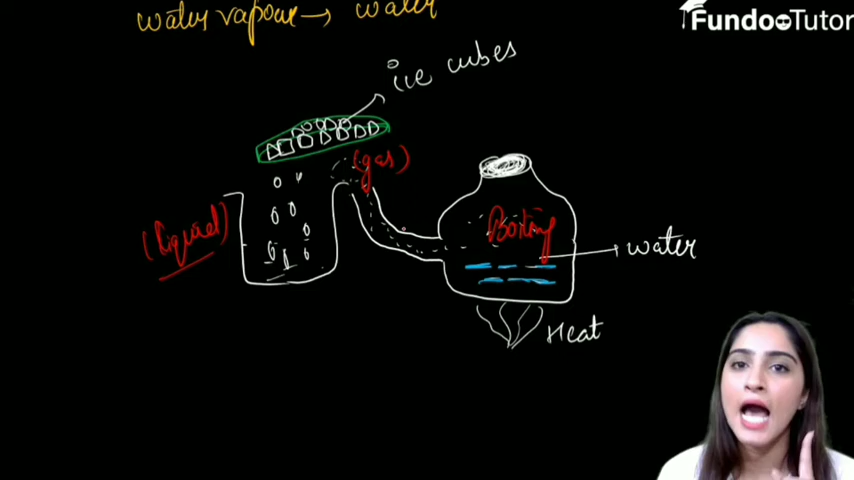 water vapour → water
FundooTutor
ice cubes
(gas)
(liquid)
Boiling
water
Heat